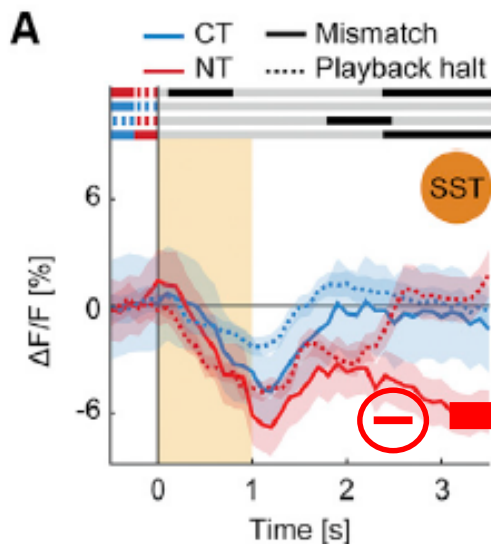 A
CT Mismatch
NT Playback halt
SST
6
0
-6
ΔF/F [%]
0 1 2 3
Time [s]